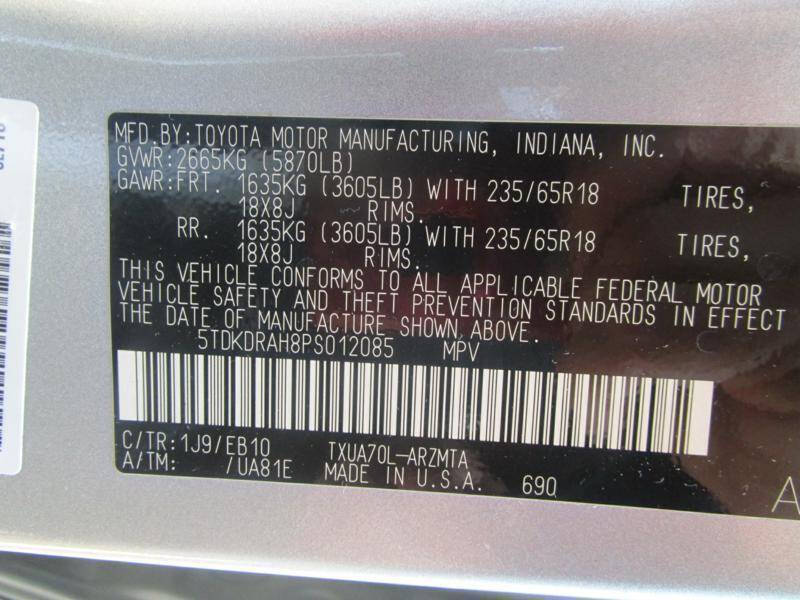 MFD.BY:TOYOTA MOTOR MANUFACTURING, INDIANA, INC.
GVWR:2665KG (5870LB)
GAWR:FRT. 1635KG (3605LB) WITH 235/65R18 TIRES,
18X8J RIMS.
RR. 1635KG (3605LB) WITH 235/65R18 TIRES,
18X8J RIMS.
THIS VEHICLE CONFORMS TO ALL APPLICABLE FEDERAL MOTOR
VEHICLE SAFETY AND THEFT PREVENTION STANDARDS IN EFFECT
THE DATE OF MANUFACTURE SHOWN ABOVE.
5TDKDRAH8PS012085 MPV
C/TR:1J9/EB10 TXUA70L-ARZMTA
A/TM: /UA81E MADE IN U.S.A. 690
A